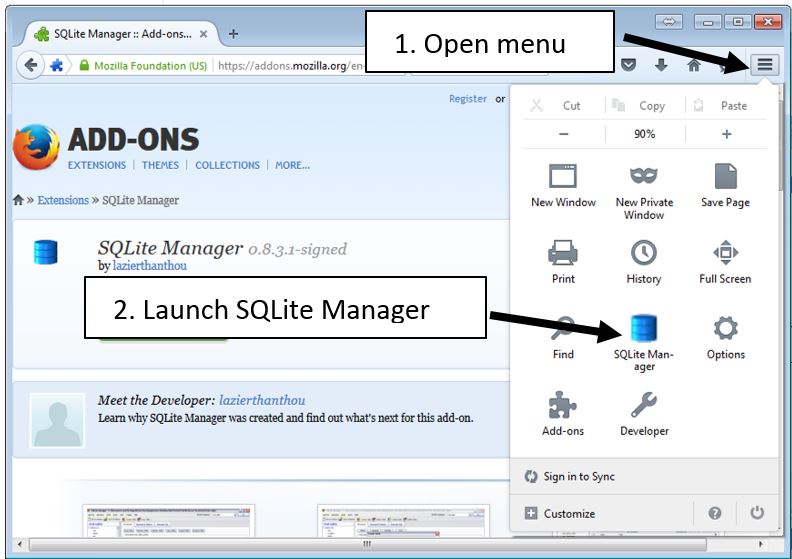 SQLite Manager :: Add-ons...
1. Open menu
Mozilla Foundation (US)
https://addons.mozilla.org/en-
Register or
ADD-ONS
EXTENSIONS | THEMES | COLLECTIONS | MORE...
» Extensions » SQLite Manager
SQLite Manager 0.8.3.1-signed
by lazierthanthou
2. Launch SQLite Manager
Meet the Developer: lazierthanthou
Learn why SQLite Manager was created and find out what's next for this add-on.
Cut
Copy
Paste
− 90% +
New Window
New Private
Window
Save Page
Print
History
Full Screen
Find
SQLite Man-
ager
Options
Add-ons
Developer
Sign in to Sync
Customize